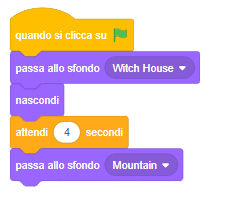 quando si clicca su
passa allo sfondo Witch House
nascondi
attendi 4 secondi
passa allo sfondo Mountain